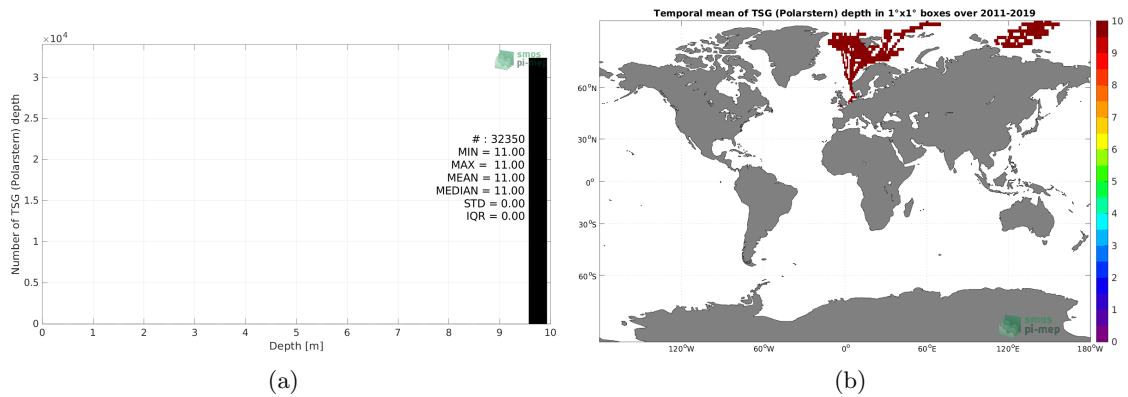 ×10⁴
3
2.5
2
1.5
1
0.5
0
Number of TSG (Polarstern) depth
smos
pi-mep
# : 32350
MIN = 11.00
MAX = 11.00
MEAN = 11.00
MEDIAN = 11.00
STD = 0.00
IQR = 0.00
0 1 2 3 4 5 6 7 8 9 10
Depth [m]
(a)
Temporal mean of TSG (Polarstern) depth in 1°x1° boxes over 2011-2019
60°N
30°N
0°
30°S
60°S
120°W 60°W 0° 60°E 120°E 180°W
smos
pi-mep
10
9
8
7
6
5
4
3
2
1
0
(b)